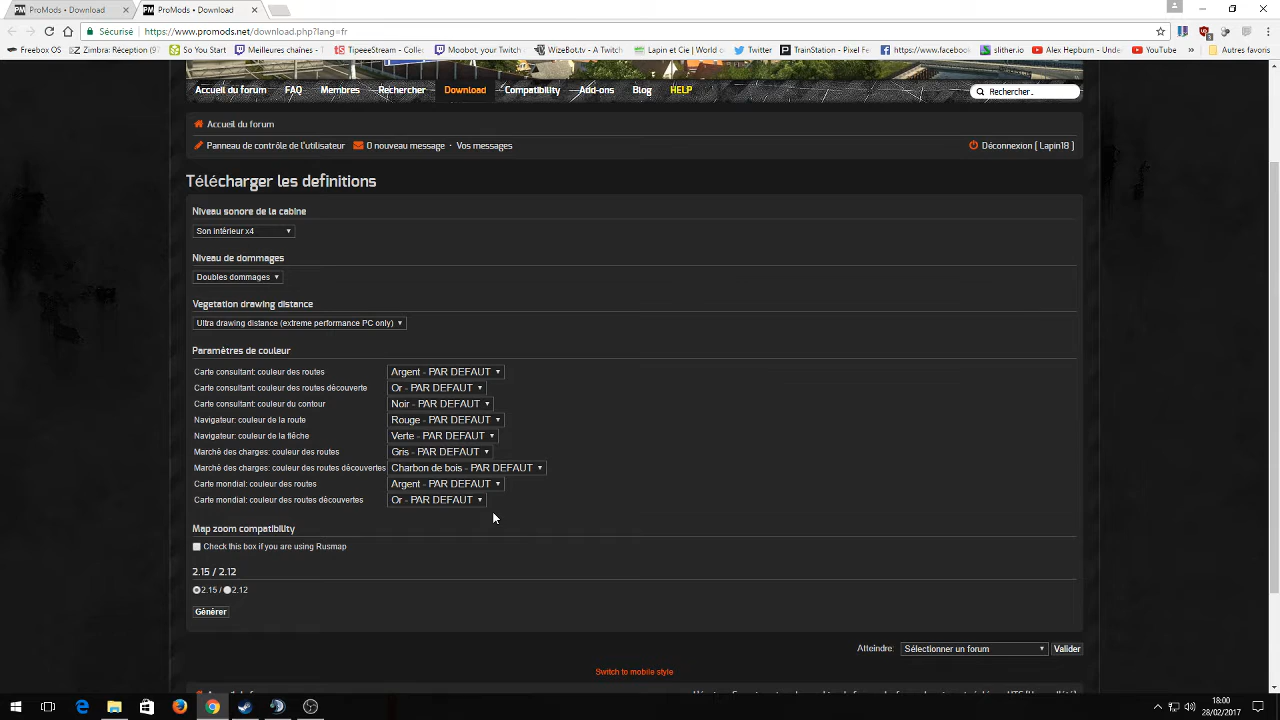 ProMods • Download
ProMods • Download
Sécurisé
https://www.promods.net/download.php?lang=fr
Freebox OS
Zimbra: Réception (9
So You Start
Meilleures chaînes
TipeeeStream - Colle
Moobot, your Twitch
WizeBot.tv - A Twitch
Lapin et Cie | World o
Twitter
TrainStation - Pixel Fe
https://www.faceboo
slither.io
Alex Hepburn - Unde
YouTube
»
Autres favoris
Accueil du forum
FAQ
Rechercher
Download
Compatibility
Add-ons
Blog
HELP
Rechercher…
Accueil du forum
Panneau de contrôle de l'utilisateur
0 nouveau message • Vos messages
Déconnexion [ Lapin18 ]
Télécharger les definitions
Niveau sonore de la cabine
Son intérieur x4
Niveau de dommages
Doubles dommages
Vegetation drawing distance
Ultra drawing distance (extreme performance PC only)
Paramètres de couleur
Carte consultant: couleur des routes
Argent - PAR DEFAUT
Carte consultant: couleur des routes découverte
Or - PAR DEFAUT
Carte consultant: couleur du contour
Noir - PAR DEFAUT
Navigateur: couleur de la route
Rouge - PAR DEFAUT
Navigateur: couleur de la flêche
Verte - PAR DEFAUT
Marché des charges: couleur des routes
Gris - PAR DEFAUT
Marché des charges: couleur des routes découvertes
Charbon de bois - PAR DEFAUT
Carte mondial: couleur des routes
Argent - PAR DEFAUT
Carte mondial: couleur des routes découvertes
Or - PAR DEFAUT
Map zoom compatibility
Check this box if you are using Rusmap
2.15 / 2.12
2.15 / 2.12
Générer
Atteindre:
Sélectionner un forum
Valider
Switch to mobile style
18:00
28/02/2017